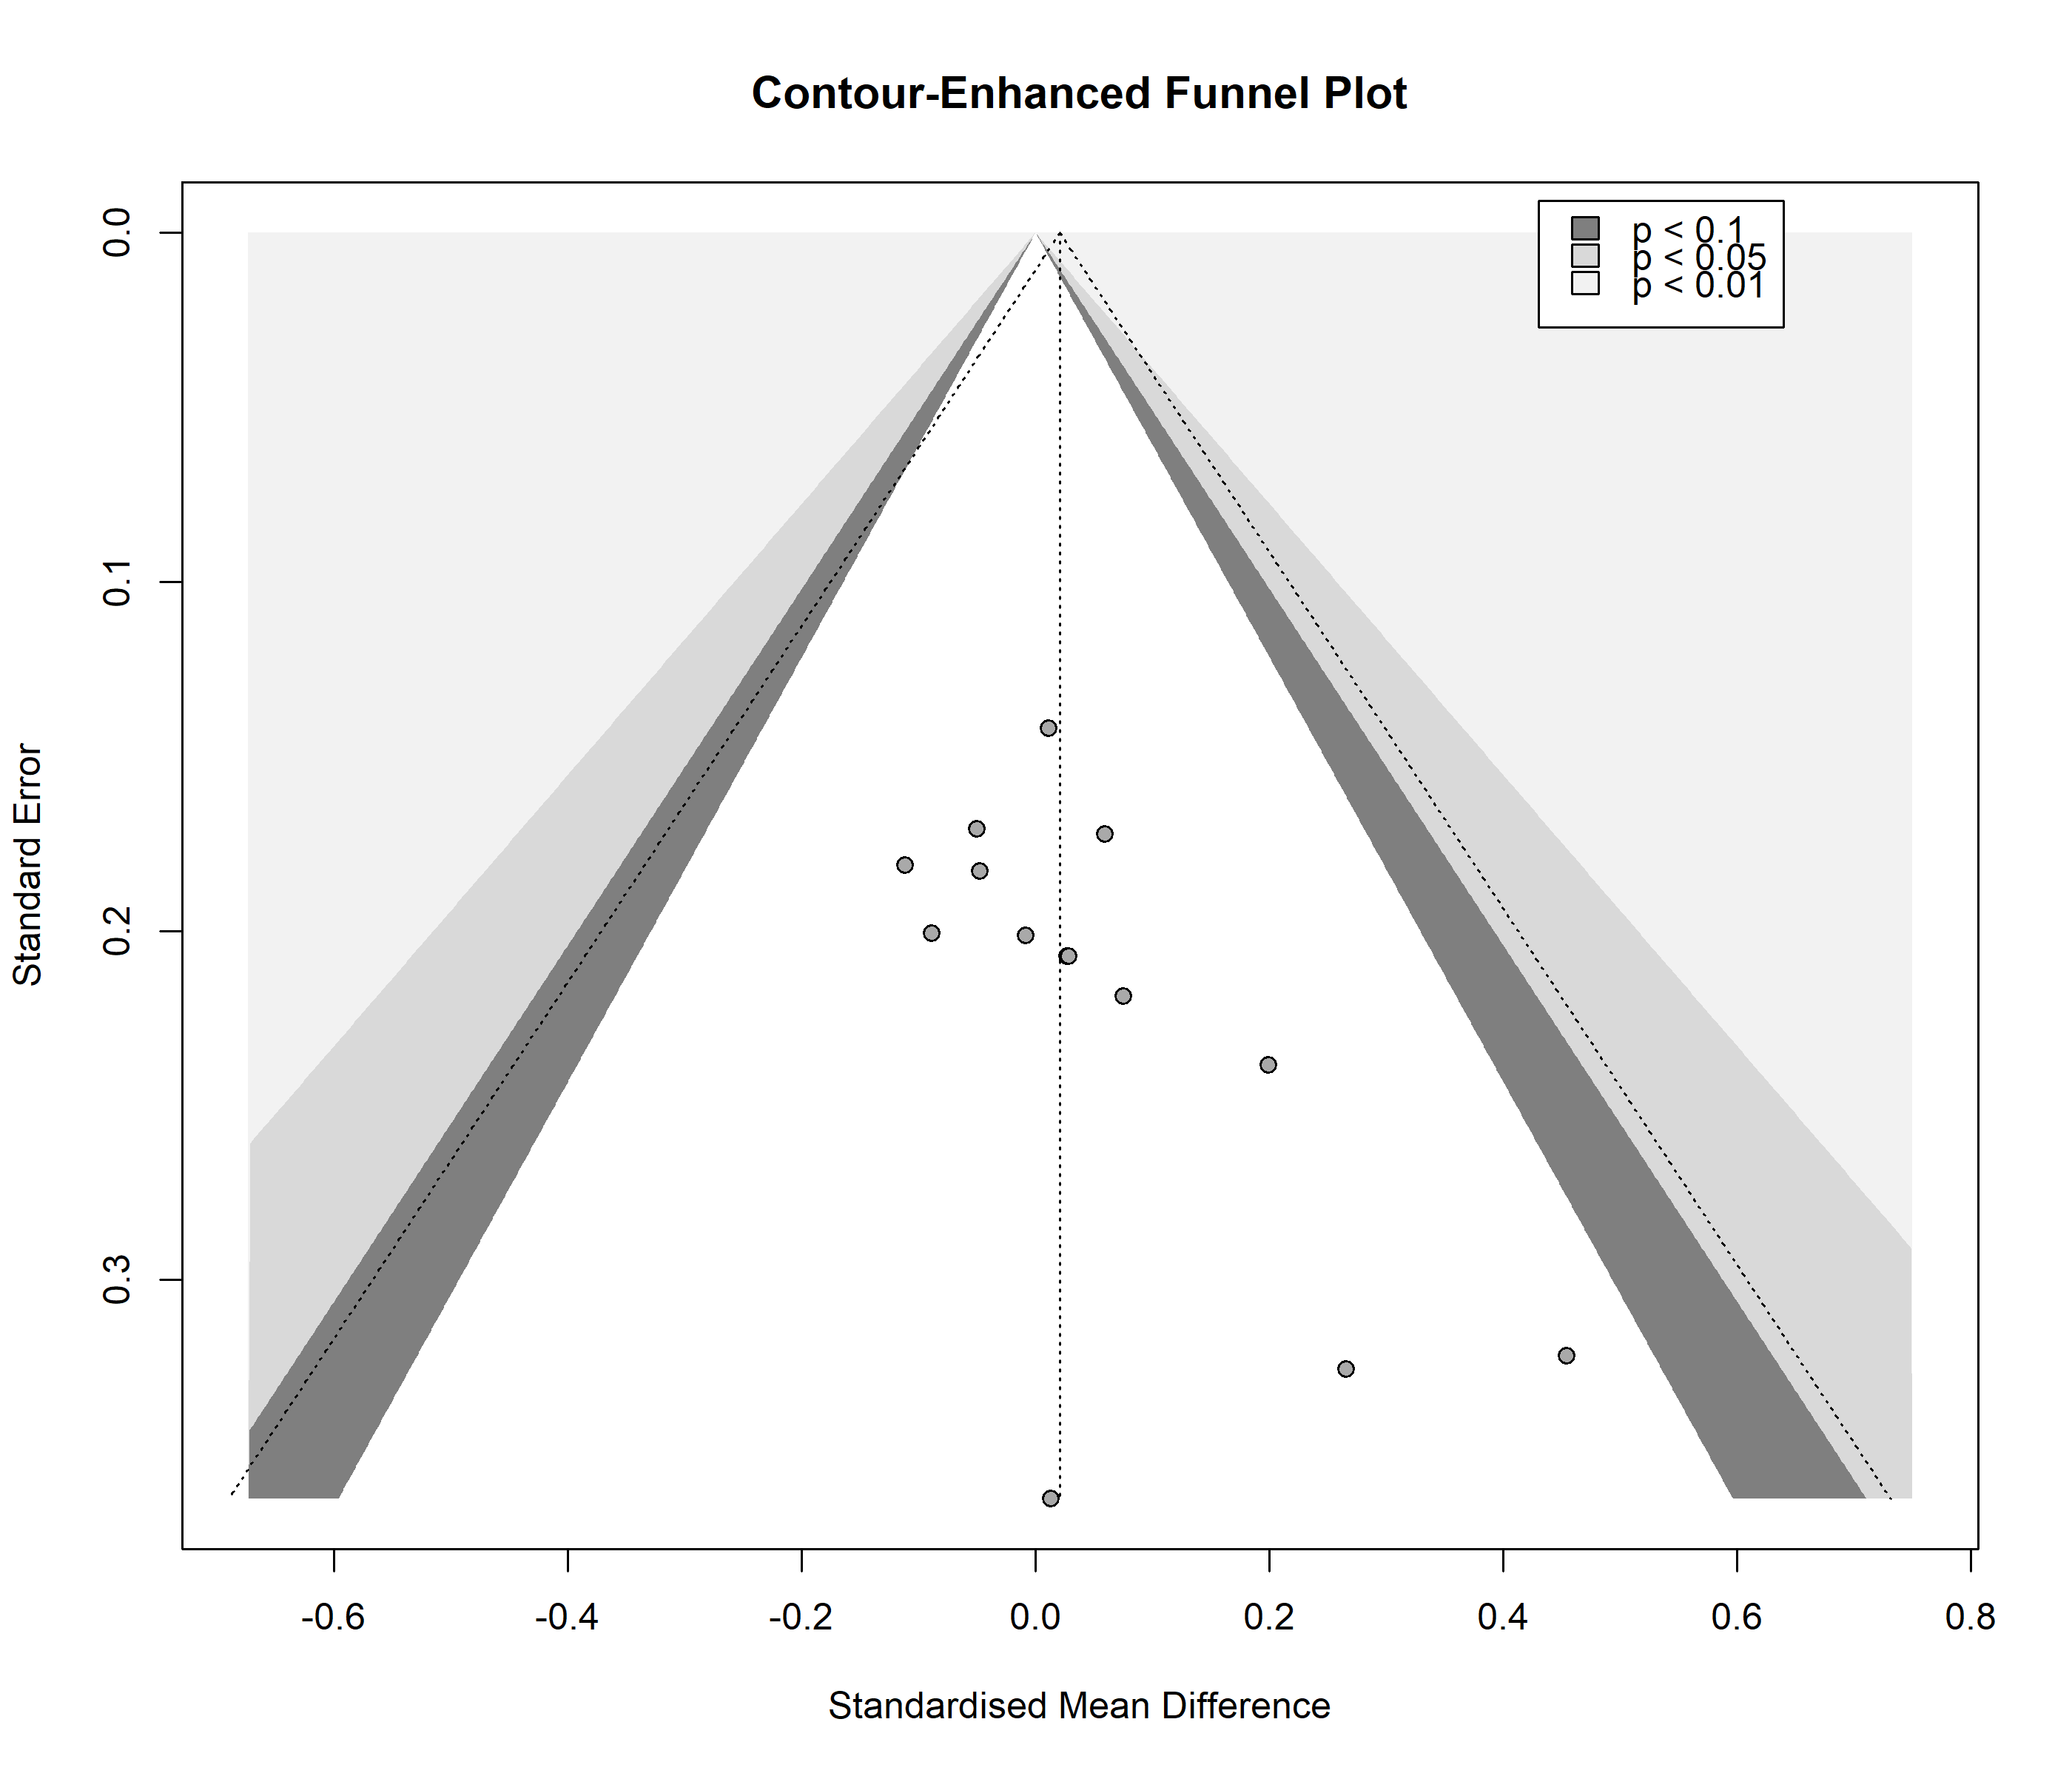 Contour-Enhanced Funnel Plot
p < 0.1
p < 0.05
p < 0.01
0.0
0.1
0.2
0.3
Standard Error
-0.6 -0.4 -0.2 0.0 0.2 0.4 0.6 0.8
Standardised Mean Difference